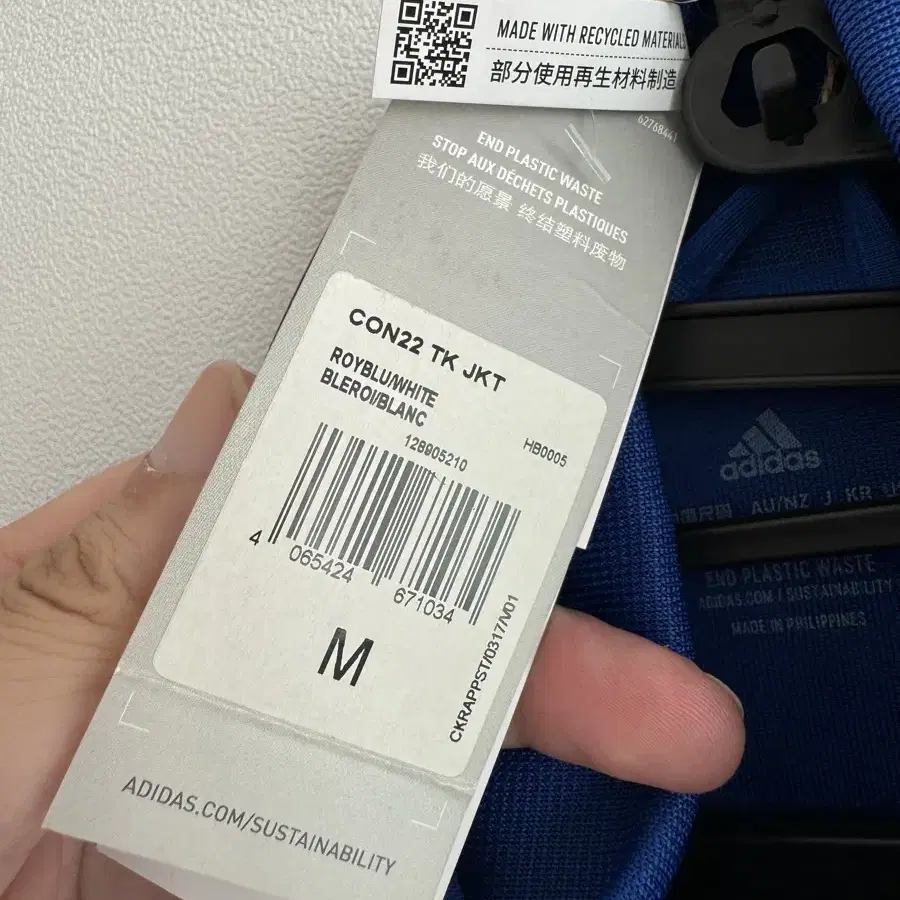 MADE WITH RECYCLED MATERIALS
部分使用再生材料制造
62768441
END PLASTIC WASTE
STOP AUX DÉCHETS PLASTIQUES
我们的愿景 终结塑料废物
CON22 TK JKT
ROYBLU/WHITE
BLEROI/BLANC
128905210
HB0005
4 065424 671034
M
CKRAPPST/0317/V01
ADIDAS.COM/SUSTAINABILITY
adidas
AU/NZ J KR
END PLASTIC WASTE
ADIDAS.COM / SUSTAINABILITY
MADE IN PHILIPPINES